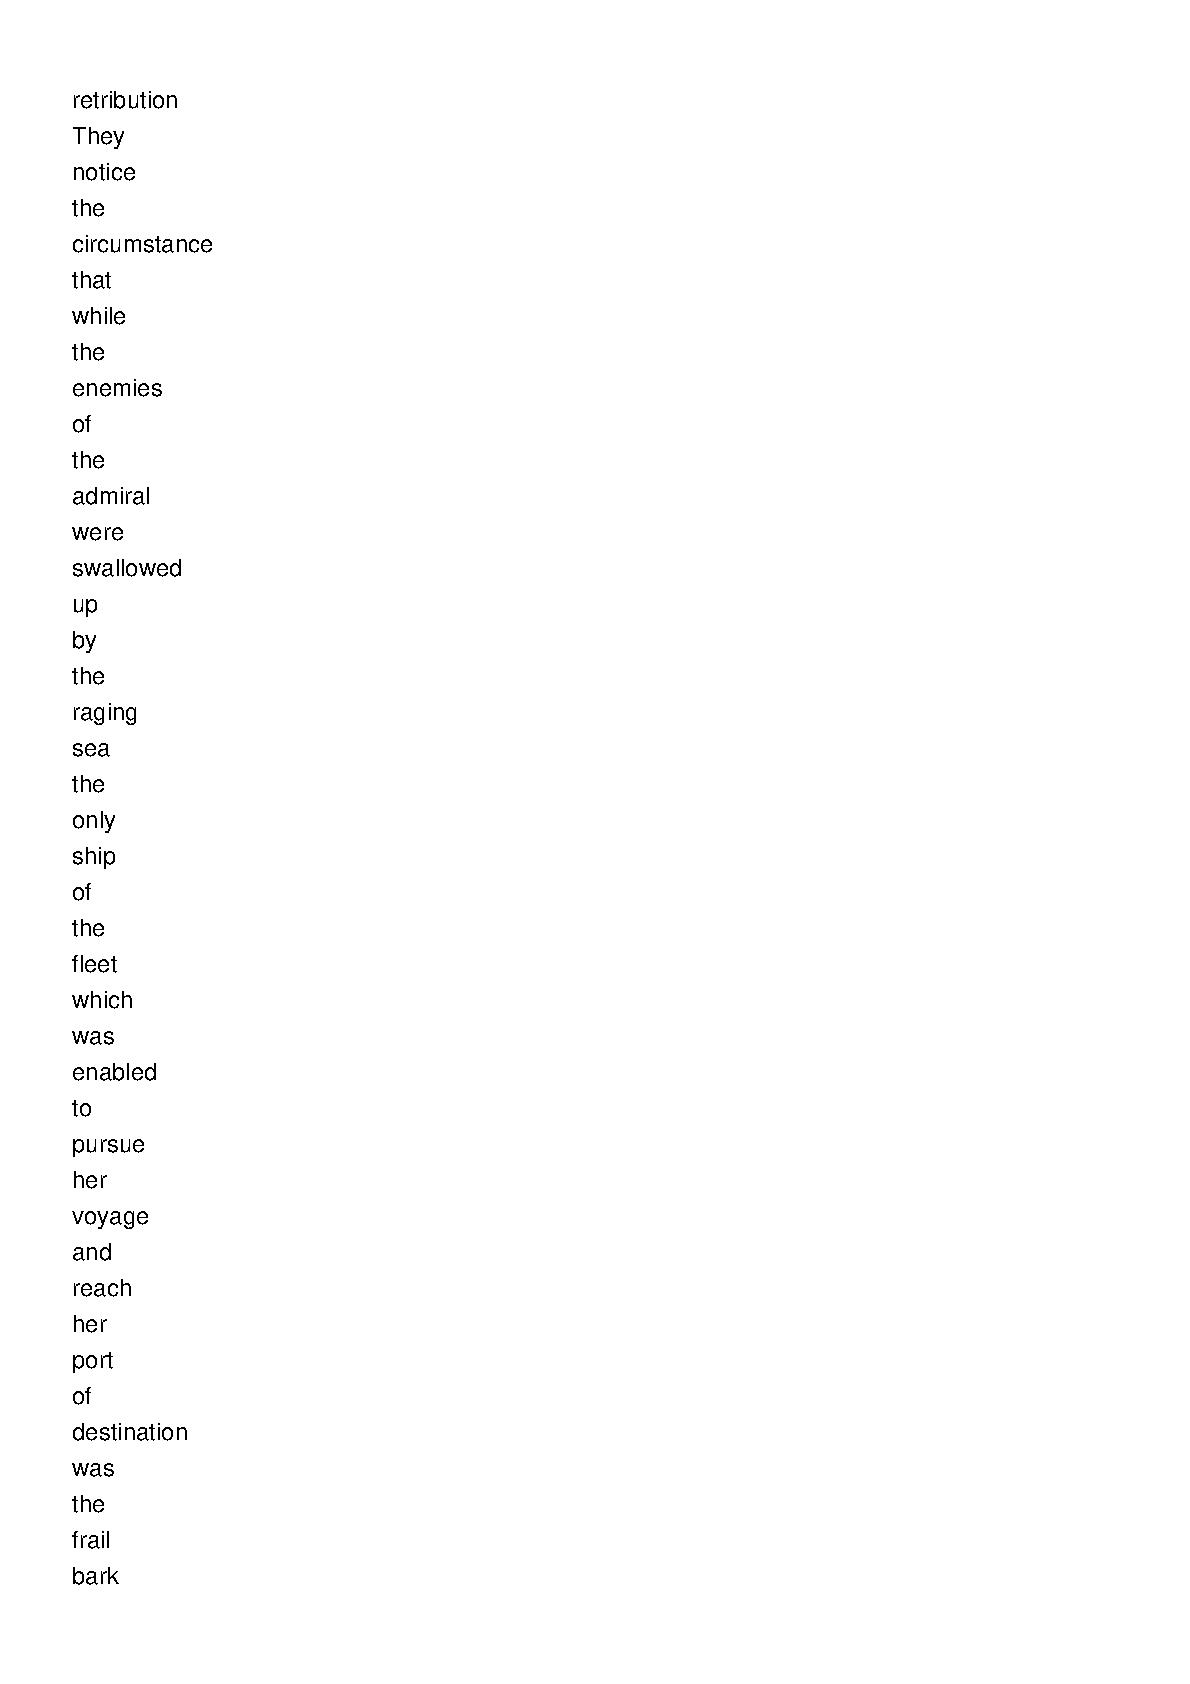 retribution
They
notice
the
circumstance
that
while
the
enemies
of
the
admiral
were
swallowed
up
by
the
raging
sea
the
only
ship
of
the
fleet
which
was
enabled
to
pursue
her
voyage
and
reach
her
port
of
destination
was
the
frail
bark